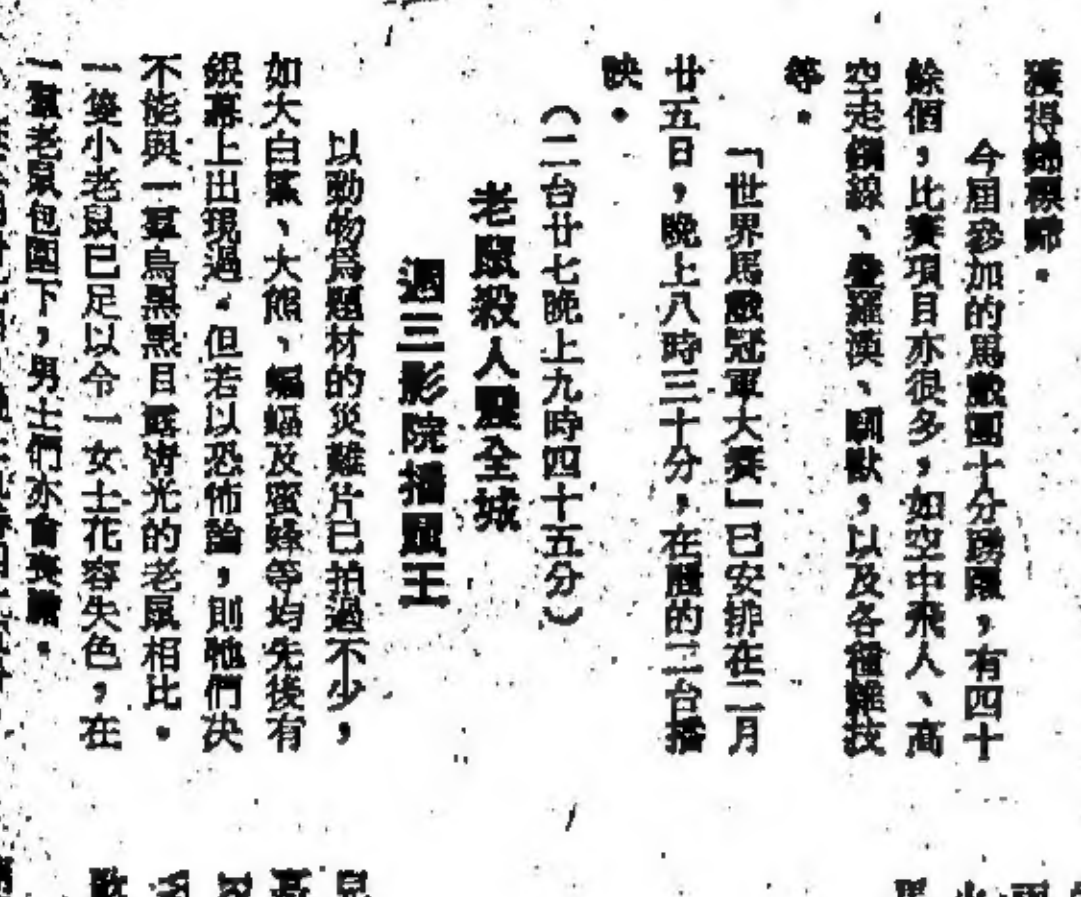 獲得錦標歸。
今屆參加的馬戲團十分踴躍，有四十
餘個，比賽項目亦很多，如空中飛人、高
空走鋼線、疊羅漢、馴獸，以及各種雜技
等。
「世界馬戲冠軍大賽」已安排在二月
廿五日，晚上八時三十分，在麗的二台播
映。
（二台廿七晚上九時四十五分）
老鼠殺人震全城
週三影院播鼠王
以動物爲題材的災難片已拍過不少，
如大白鯊、大熊、蝙蝠及蜜蜂等均先後有
銀幕上出現過。但若以恐怖論，則牠們决
不能與一羣烏黑黑目露青光的老鼠相比。
一隻小老鼠已足以令一女士花容失色，在
一羣老鼠包圍下，男士們亦會喪膽。